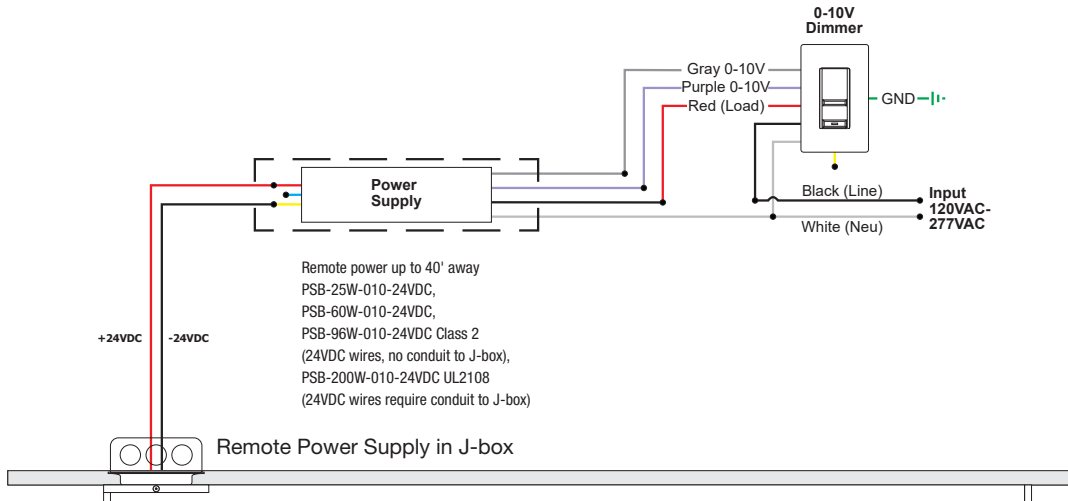 0-10V
Dimmer
Gray 0-10V
Purple 0-10V
Red (Load)
GND
Power
Supply
Black (Line)
White (Neu)
Input
120VAC-
277VAC
Remote power up to 40' away
PSB-25W-010-24VDC,
PSB-60W-010-24VDC,
PSB-96W-010-24VDC Class 2
(24VDC wires, no conduit to J-box),
PSB-200W-010-24VDC UL2108
(24VDC wires require conduit to J-box)
+24VDC
-24VDC
Remote Power Supply in J-box